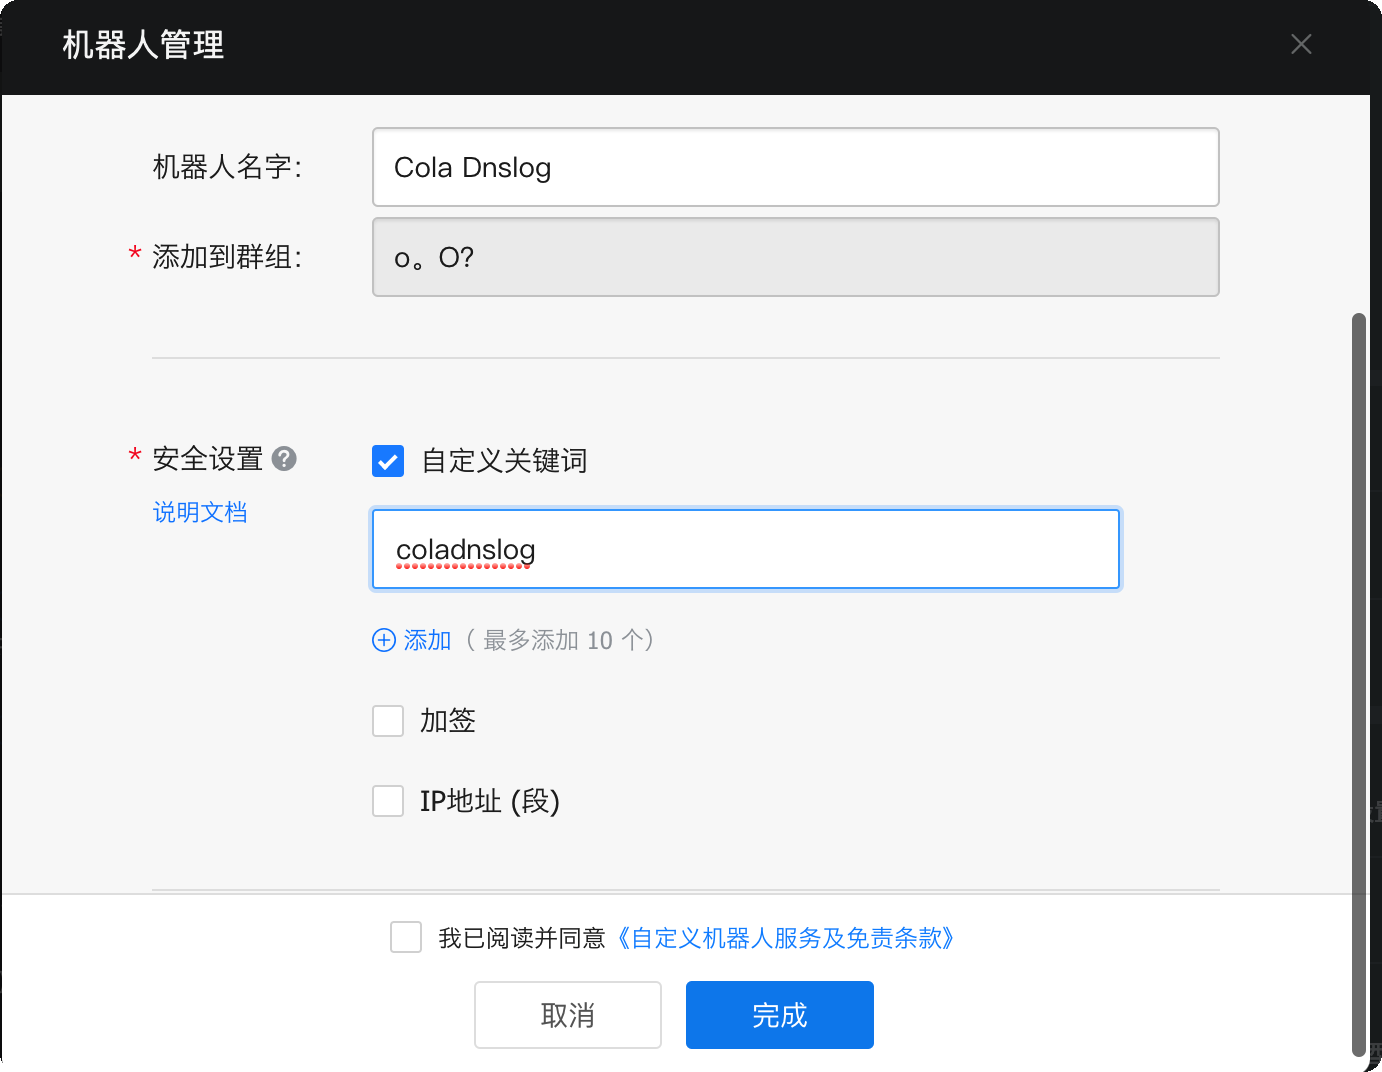 机器人管理
机器人名字：
Cola Dnslog
* 添加到群组：
o。O?
* 安全设置 ?
自定义关键词
说明文档
coladnslog
添加（ 最多添加 10 个）
加签
IP地址 (段)
我已阅读并同意《自定义机器人服务及免责条款》
取消
完成